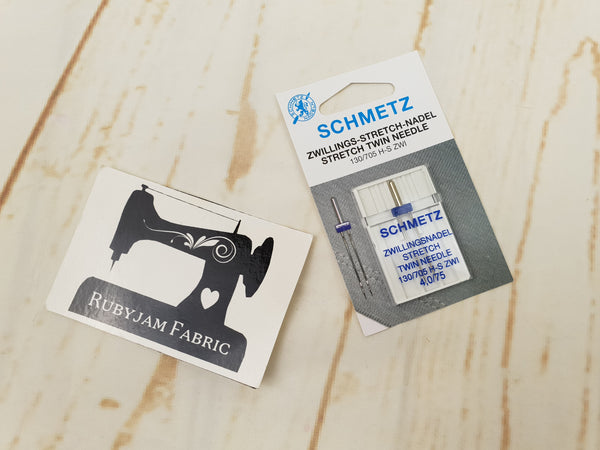 RUBYJAM FABRIC
SCHMETZ
ZWILLINGS-STRETCH-NADEL
STRETCH TWIN NEEDLE
130/705 H-S ZWI
SCHMETZ
ZWILLINGSNADEL
STRETCH
TWIN NEEDLE
130/705 H-S ZWI
4,0/75